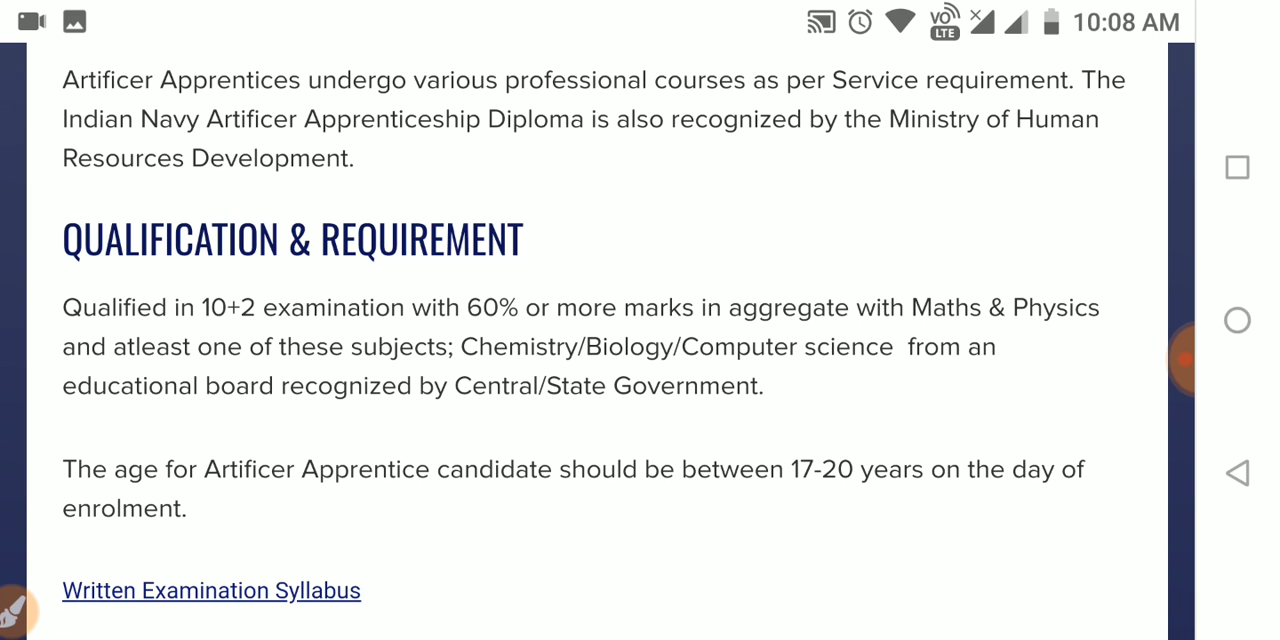 VO
LTE
10:08 AM
Artificer Apprentices undergo various professional courses as per Service requirement. The
Indian Navy Artificer Apprenticeship Diploma is also recognized by the Ministry of Human
Resources Development.
QUALIFICATION & REQUIREMENT
Qualified in 10+2 examination with 60% or more marks in aggregate with Maths & Physics
and atleast one of these subjects; Chemistry/Biology/Computer science from an
educational board recognized by Central/State Government.
The age for Artificer Apprentice candidate should be between 17-20 years on the day of
enrolment.
Written Examination Syllabus